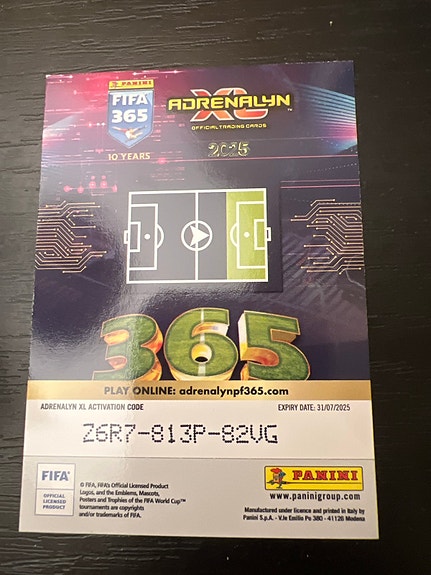 PANINI
FIFA
365
10 YEARS
ADRENALYN
XL
™
OFFICIAL TRADING CARDS
2025
365
PLAY ONLINE: adrenalynpf365.com
ADRENALYN XL ACTIVATION CODE
EXPIRY DATE: 31/07/2025
Z6R7-813P-82VG
FIFA®
OFFICIAL
LICENSED
PRODUCT
© FIFA, FIFA's Official Licensed Product
Logos, and the Emblems, Mascots,
Posters and Trophies of the FIFA World Cup™
tournaments are copyrights
and/or trademarks of FIFA.
PANINI
www.paninigroup.com
Manufactured under licence and printed in Italy by
Panini S.p.A. - V.le Emilio Po 380 - 41126 Modena